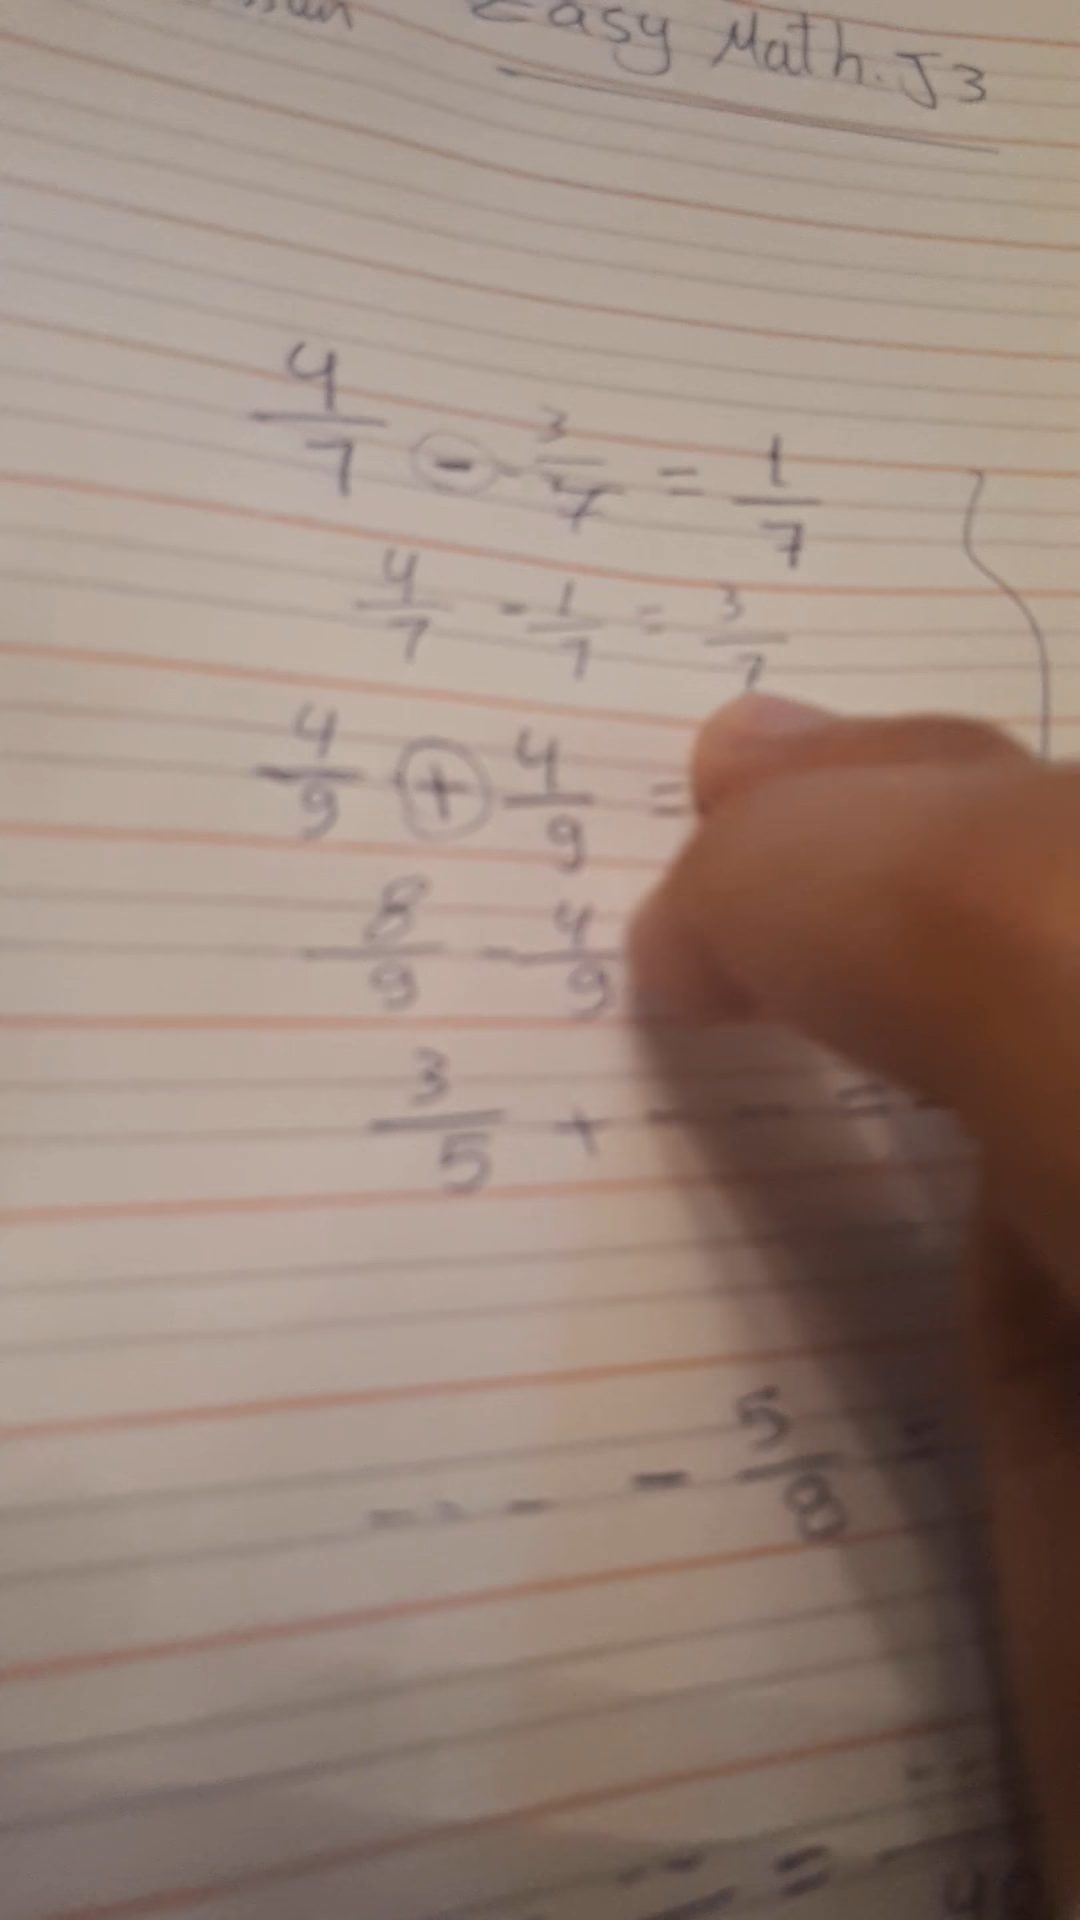 Easy Math. J3
4/7 - 3/7 = 1/7
4/7 - 1/7 = 3/7
4/9 + 4/9 =
8/9 - 4/9
3/5 + - - =
- - - - 5/8 =
-- =